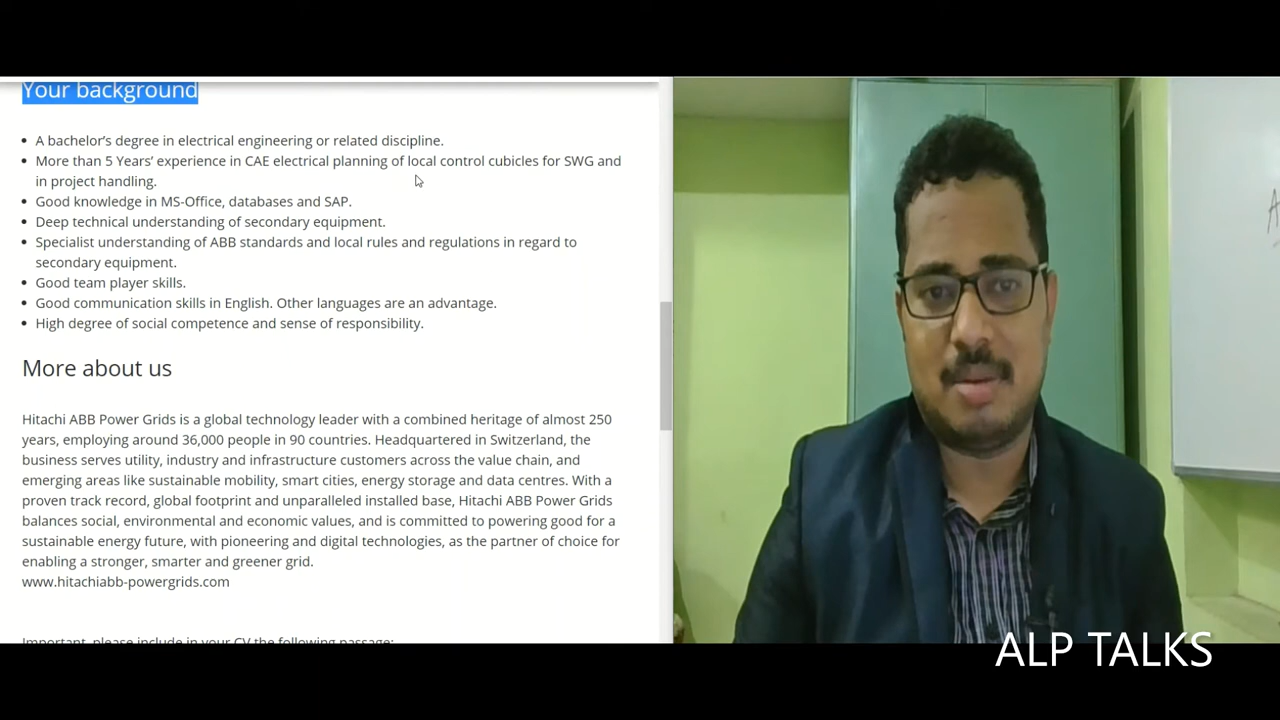 Your background
A bachelor’s degree in electrical engineering or related discipline.
More than 5 Years’ experience in CAE electrical planning of local control cubicles for SWG and
in project handling.
Good knowledge in MS-Office, databases and SAP.
Deep technical understanding of secondary equipment.
Specialist understanding of ABB standards and local rules and regulations in regard to
secondary equipment.
Good team player skills.
Good communication skills in English. Other languages are an advantage.
High degree of social competence and sense of responsibility.
More about us
Hitachi ABB Power Grids is a global technology leader with a combined heritage of almost 250
years, employing around 36,000 people in 90 countries. Headquartered in Switzerland, the
business serves utility, industry and infrastructure customers across the value chain, and
emerging areas like sustainable mobility, smart cities, energy storage and data centres. With a
proven track record, global footprint and unparalleled installed base, Hitachi ABB Power Grids
balances social, environmental and economic values, and is committed to powering good for a
sustainable energy future, with pioneering and digital technologies, as the partner of choice for
enabling a stronger, smarter and greener grid.
www.hitachiabb-powergrids.com
Important, please include in your CV the following passage:
ALP TALKS